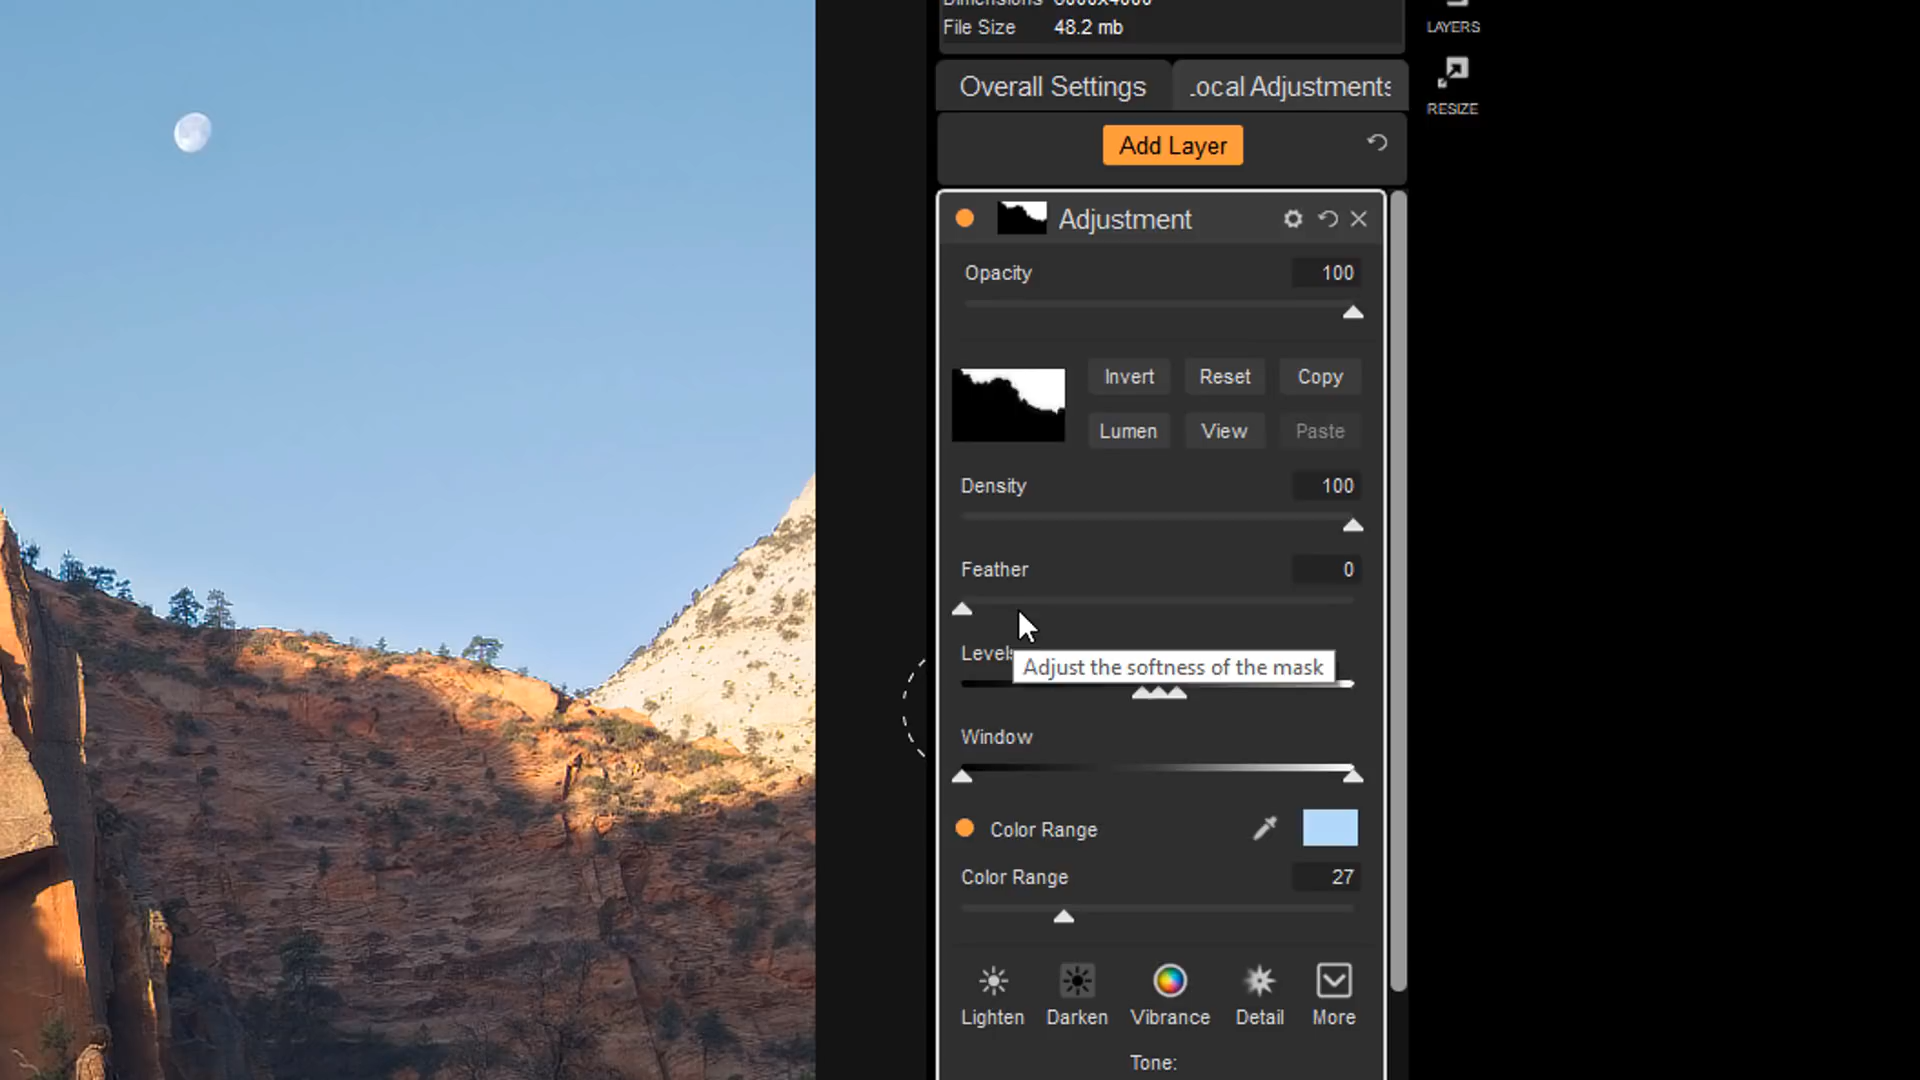 File Size 48.2 mb
LAYERS
Overall Settings .ocal Adjustments
RESIZE
Add Layer
Adjustment
Opacity 100
Invert Reset Copy
Lumen View Paste
Density 100
Feather 0
Levels
Adjust the softness of the mask
Window
Color Range
Color Range 27
Lighten Darken Vibrance Detail More
Tone: